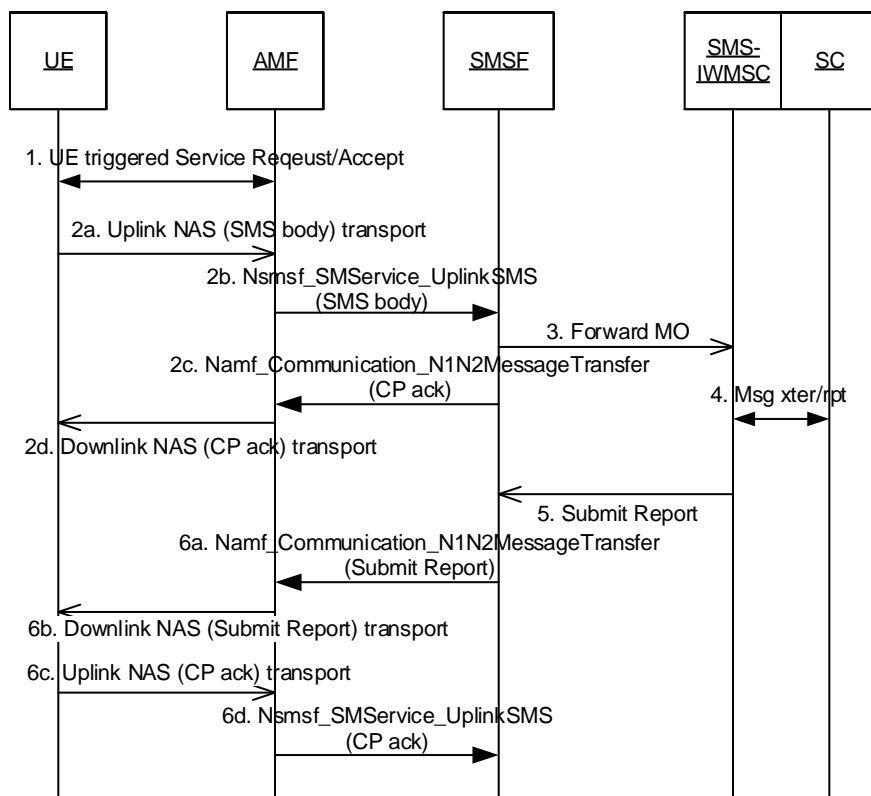 UE
AMF
SMSF
SMS-
IWMSC
SC
1. UE triggered Service Reqeust/Accept
2a. Uplink NAS (SMS body) transport
2b. Nsmsf_SMService_UplinkSMS
(SMS body)
3. Forward MO
2c. Namf_Communication_N1N2MessageTransfer
(CP ack)
4. Msg xter/rpt
2d. Downlink NAS (CP ack) transport
5. Submit Report
6a. Namf_Communication_N1N2MessageTransfer
(Submit Report)
6b. Downlink NAS (Submit Report) transport
6c. Uplink NAS (CP ack) transport
6d. Nsmsf_SMService_UplinkSMS
(CP ack)